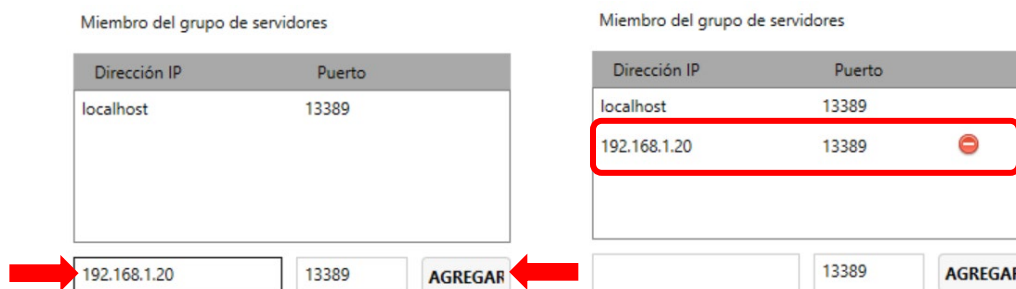 Miembro del grupo de servidores
Dirección IP Puerto
localhost 13389
192.168.1.20 13389 AGREGAR
Miembro del grupo de servidores
Dirección IP Puerto
localhost 13389
192.168.1.20 13389
13389 AGREGAR